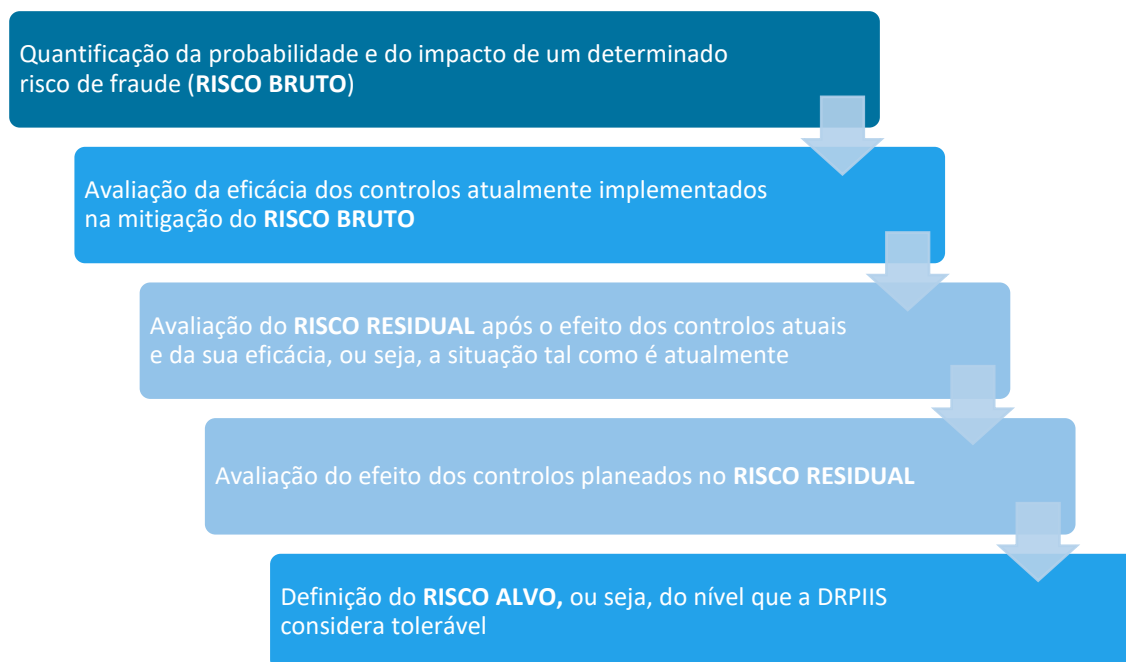 Quantificação da probabilidade e do impacto de um determinado
risco de fraude (RISCO BRUTO)
Avaliação da eficácia dos controlos atualmente implementados
na mitigação do RISCO BRUTO
Avaliação do RISCO RESIDUAL após o efeito dos controlos atuais
e da sua eficácia, ou seja, a situação tal como é atualmente
Avaliação do efeito dos controlos planeados no RISCO RESIDUAL
Definição do RISCO ALVO, ou seja, do nível que a DRPIIS
considera tolerável